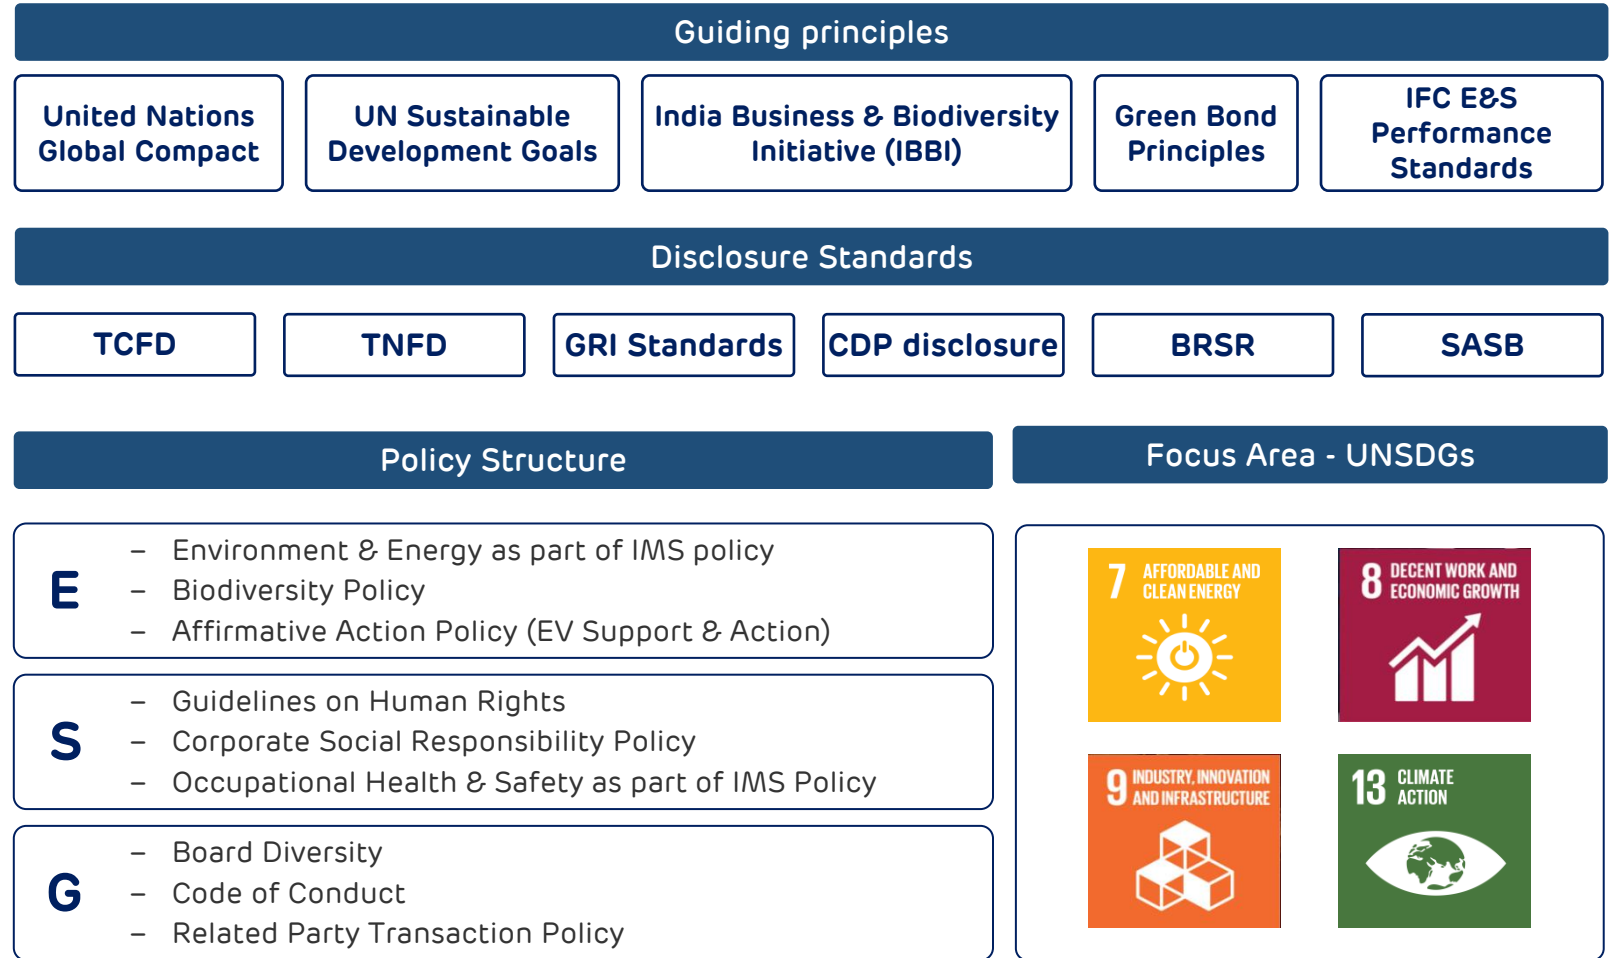 Guiding principles
United Nations
Global Compact
UN Sustainable
Development Goals
India Business & Biodiversity
Initiative (IBBI)
Green Bond
Principles
IFC E&S
Performance
Standards
Disclosure Standards
TCFD
TNFD
GRI Standards
CDP disclosure
BRSR
SASB
Policy Structure
E
– Environment & Energy as part of IMS policy
– Biodiversity Policy
– Affirmative Action Policy (EV Support & Action)
S
– Guidelines on Human Rights
– Corporate Social Responsibility Policy
– Occupational Health & Safety as part of IMS Policy
G
– Board Diversity
– Code of Conduct
– Related Party Transaction Policy
Focus Area - UNSDGs
7 AFFORDABLE AND
CLEAN ENERGY
8 DECENT WORK AND
ECONOMIC GROWTH
9 INDUSTRY, INNOVATION
AND INFRASTRUCTURE
13 CLIMATE
ACTION